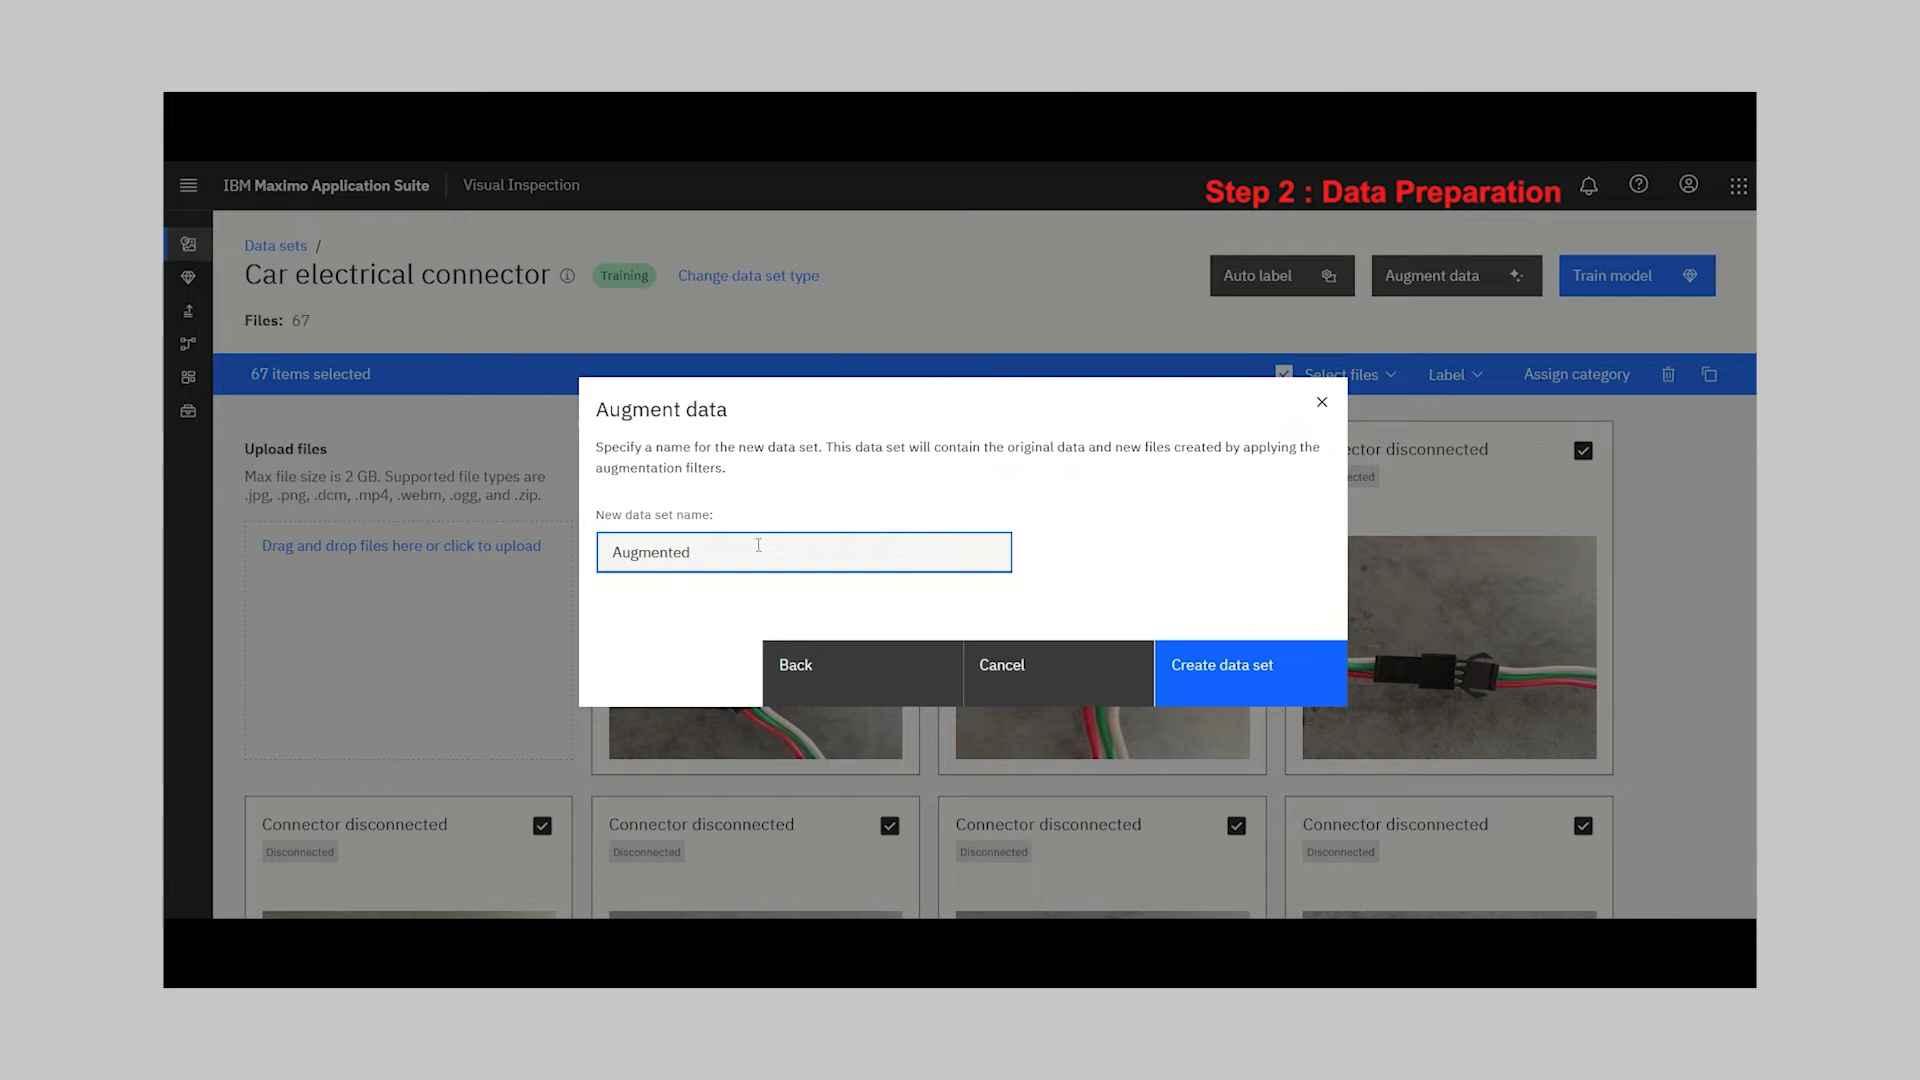 IBM Maximo Application Suite
Visual Inspection
Step 2 : Data Preparation
Data sets /
Car electrical connector
Training
Change data set type
Auto label
Augment data
Train model
Files: 67
67 items selected
Select files
Label
Assign category
Augment data
Specify a name for the new data set. This data set will contain the original data and new files created by applying the
augmentation filters.
New data set name:
Augmented
Back
Cancel
Create data set
Upload files
Max file size is 2 GB. Supported file types are
.jpg, .png, .dcm, .mp4, .webm, .ogg, and .zip.
Drag and drop files here or click to upload
disconnected
Connector disconnected
Disconnected
Connector disconnected
Disconnected
Connector disconnected
Disconnected
Connector disconnected
Disconnected